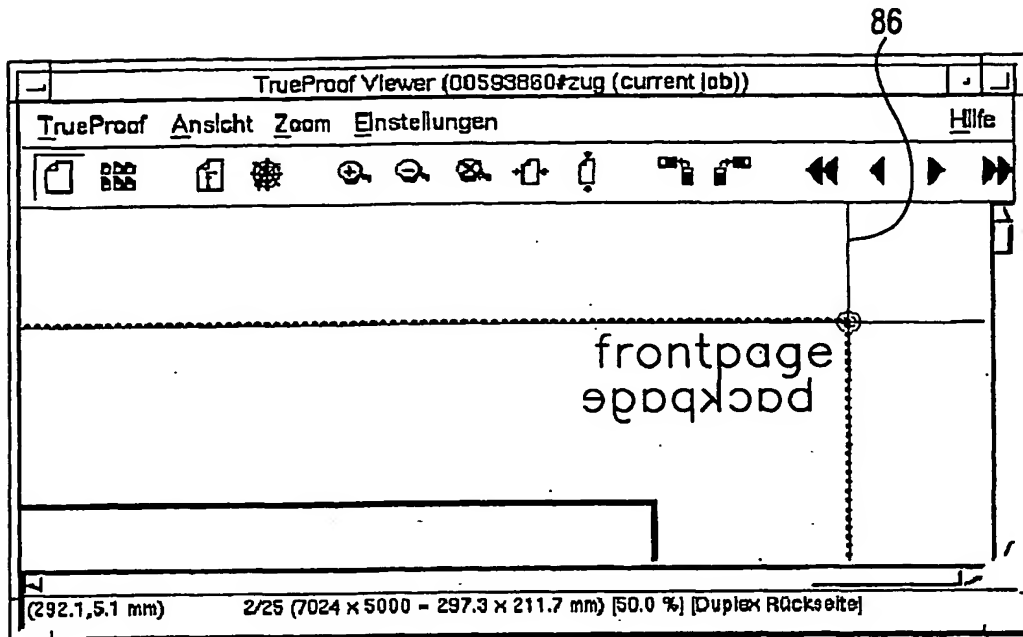 86
TrueProof Viewer (00593860#zug (current job))
TrueProof Ansicht Zoom Einstellungen Hilfe
frontpage
backpage
(292.1,5.1 mm) 2/25 (7024 x 5000 - 297.3 x 211.7 mm) [50.0 %] [Duplex Rückseite]